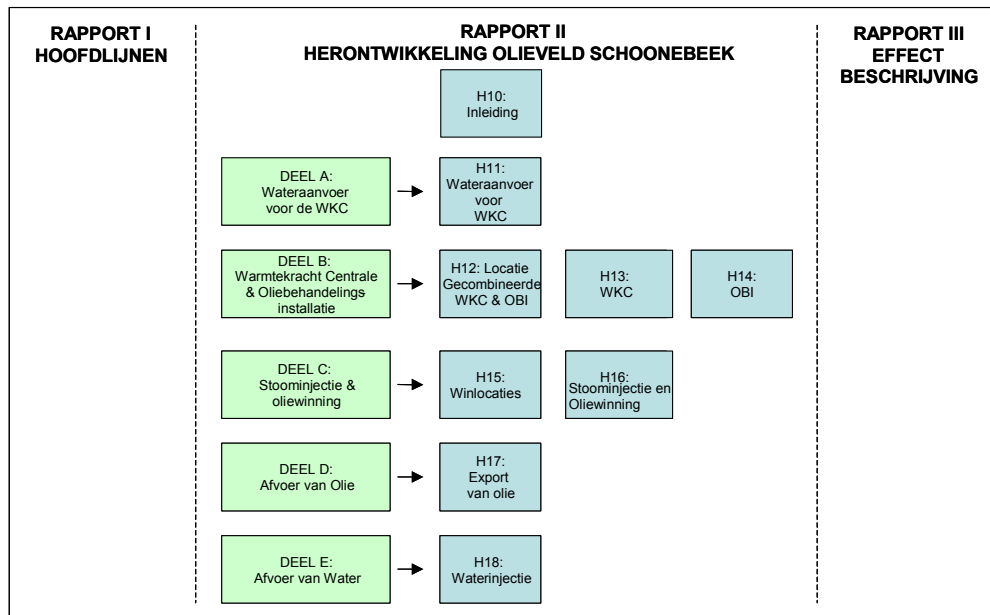 RAPPORT I
HOOFDLIJNEN
RAPPORT II
HERONTWIKKELING OLIEVELD SCHOONEBEEK
RAPPORT III
EFFECT
BESCHRIJVING
H10:
Inleiding
DEEL A:
Wateraanvoer
voor de WKC
H11:
Wateraanvoer
voor
WKC
DEEL B:
Warmtekracht Centrale
& Oliebehandelings
installatie
H12: Locatie
Gecombineerde
WKC & OBI
H13:
WKC
H14:
OBI
DEEL C:
Stoominjectie &
oliewinning
H15:
Winlocaties
H16:
Stoominjectie en
Oliewinning
DEEL D:
Afvoer van Olie
H17:
Export
van olie
DEEL E:
Afvoer van Water
H18:
Waterinjectie